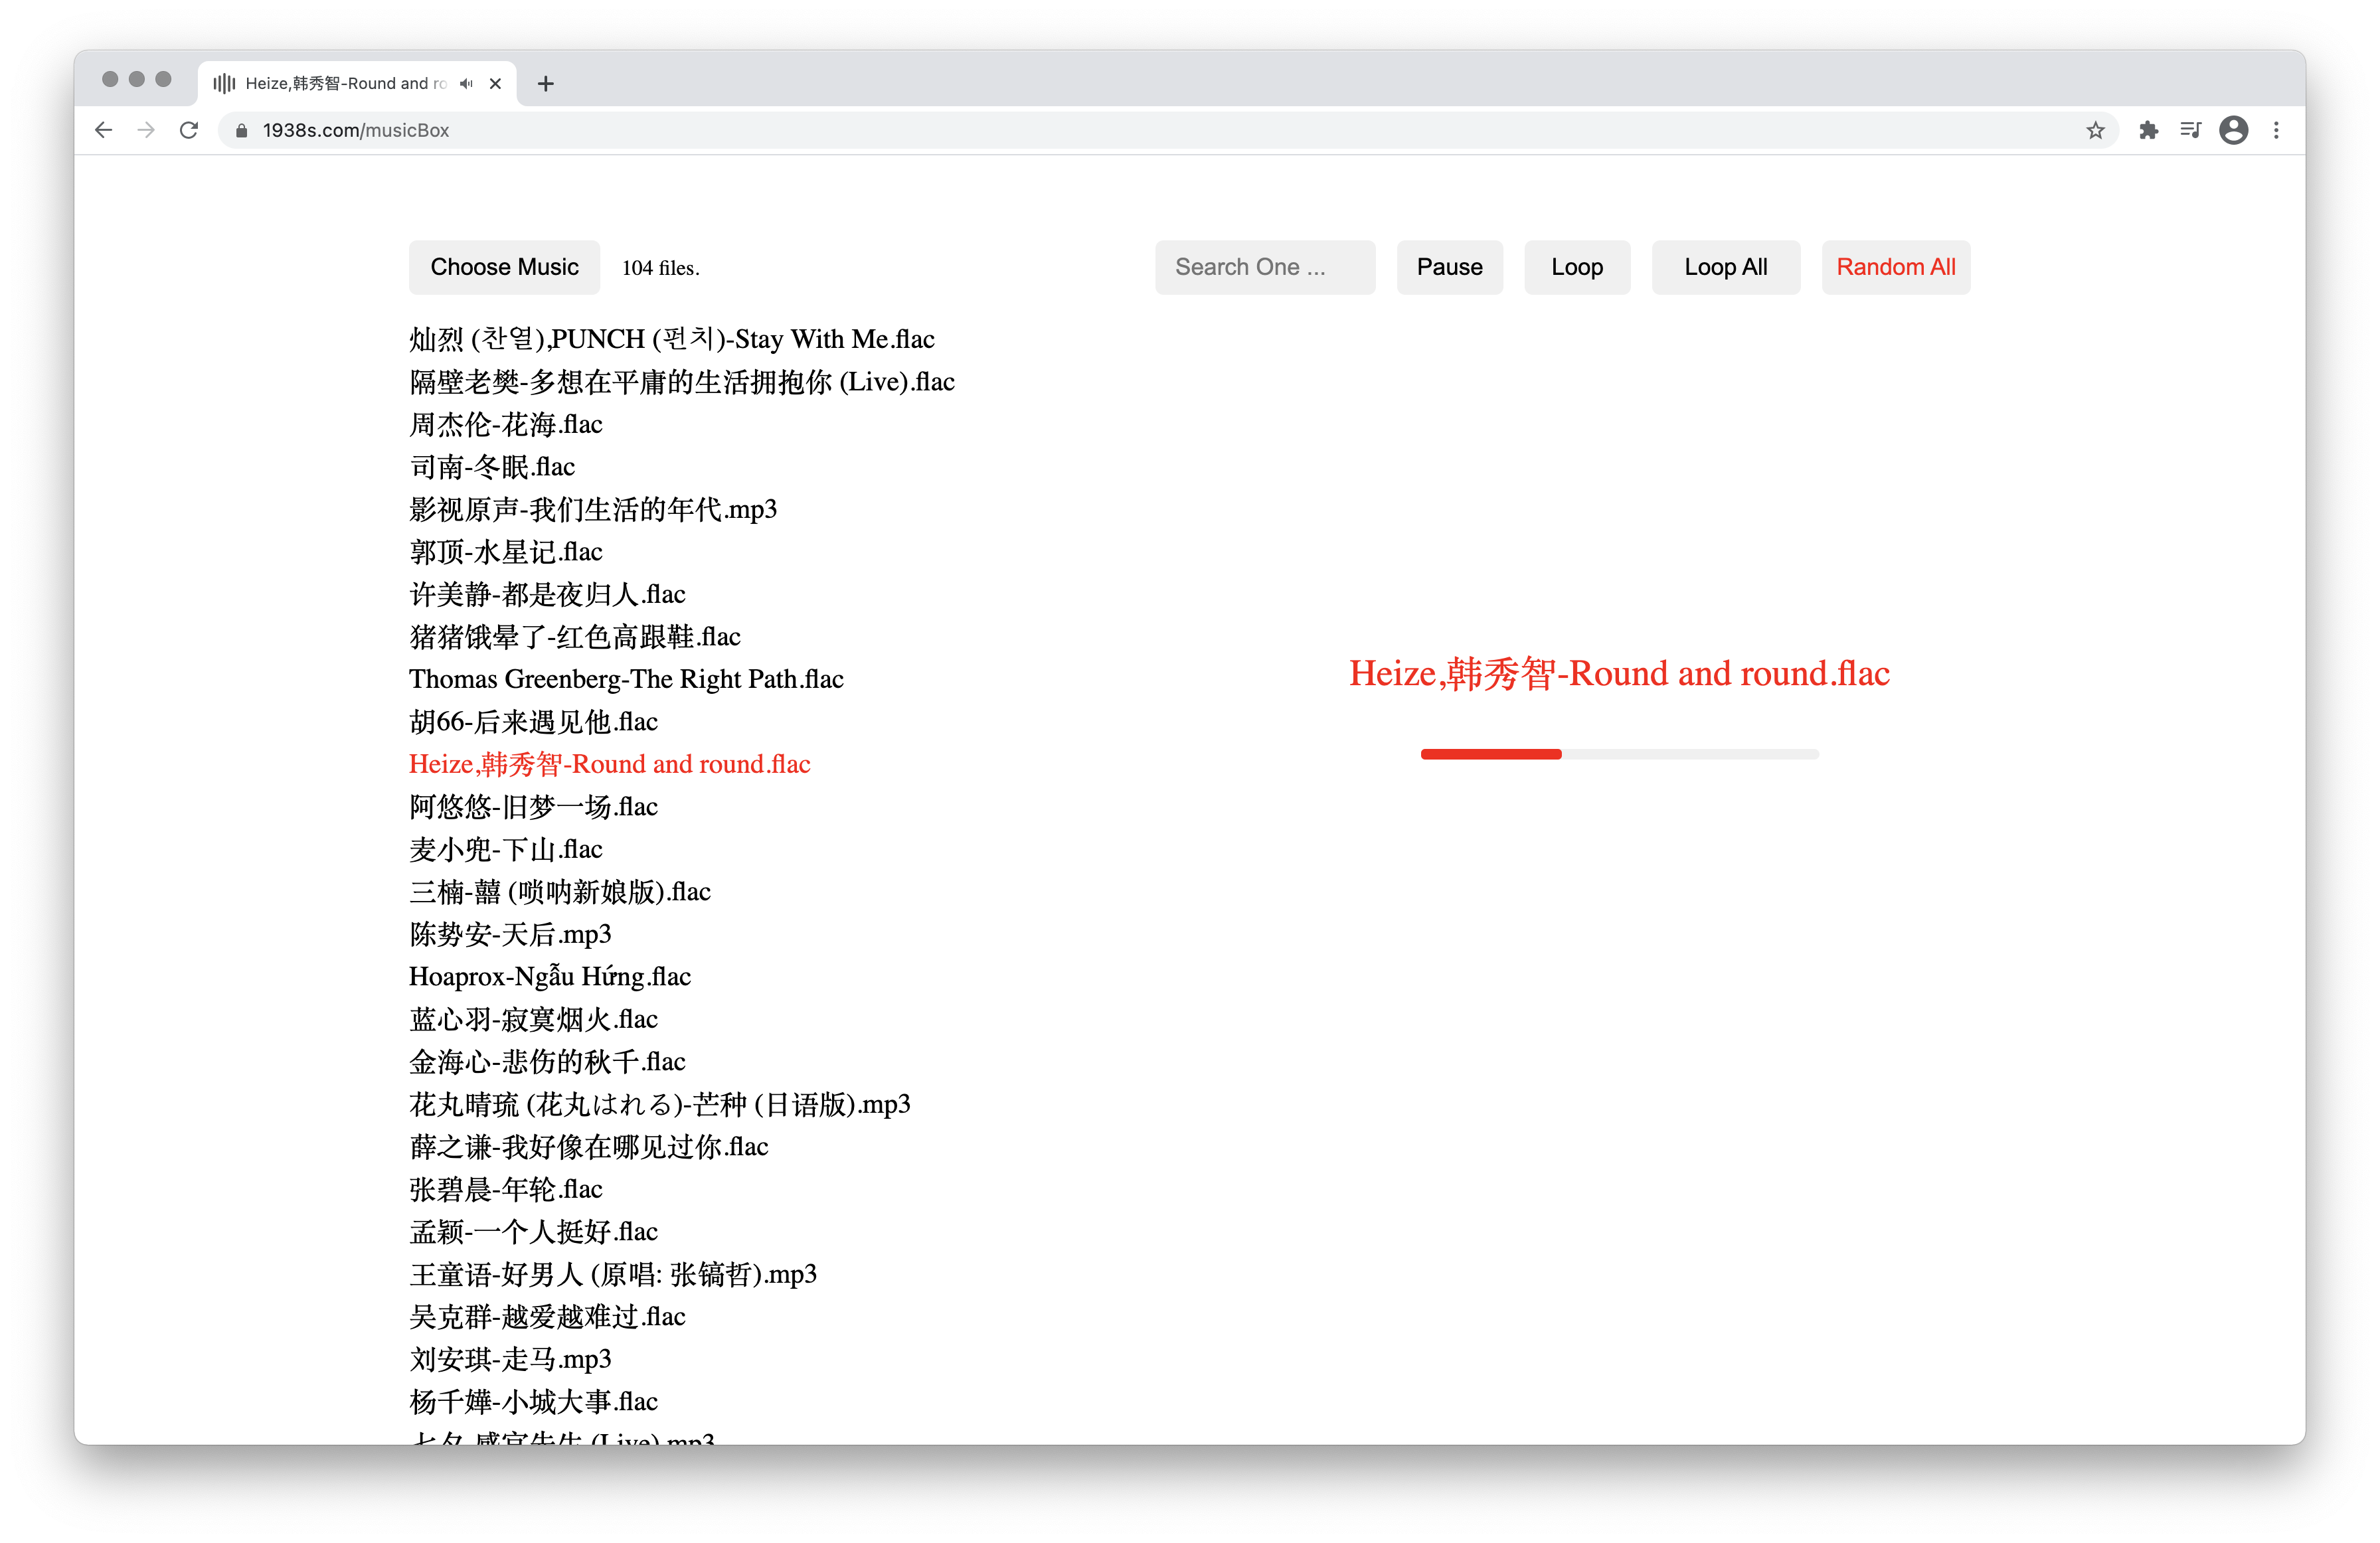 Heize,韩秀智-Round and ro
1938s.com/musicBox
Choose Music 104 files. Search One ... Pause Loop Loop All Random All
灿烈 (찬열),PUNCH (펀치)-Stay With Me.flac
隔壁老樊-多想在平庸的生活拥抱你 (Live).flac
周杰伦-花海.flac
司南-冬眠.flac
影视原声-我们生活的年代.mp3
郭顶-水星记.flac
许美静-都是夜归人.flac
猪猪饿晕了-红色高跟鞋.flac
Thomas Greenberg-The Right Path.flac
胡66-后来遇见他.flac
Heize,韩秀智-Round and round.flac
阿悠悠-旧梦一场.flac
麦小兜-下山.flac
三楠-囍 (唢呐新娘版).flac
陈势安-天后.mp3
Hoaprox-Ngẫu Hứng.flac
蓝心羽-寂寞烟火.flac
金海心-悲伤的秋千.flac
花丸晴琉 (花丸はれる)-芒种 (日语版).mp3
薛之谦-我好像在哪见过你.flac
张碧晨-年轮.flac
孟颖-一个人挺好.flac
王童语-好男人 (原唱: 张镐哲).mp3
吴克群-越爱越难过.flac
刘安琪-走马.mp3
杨千嬅-小城大事.flac
七夕-感官先生 (Live).mp3
Heize,韩秀智-Round and round.flac